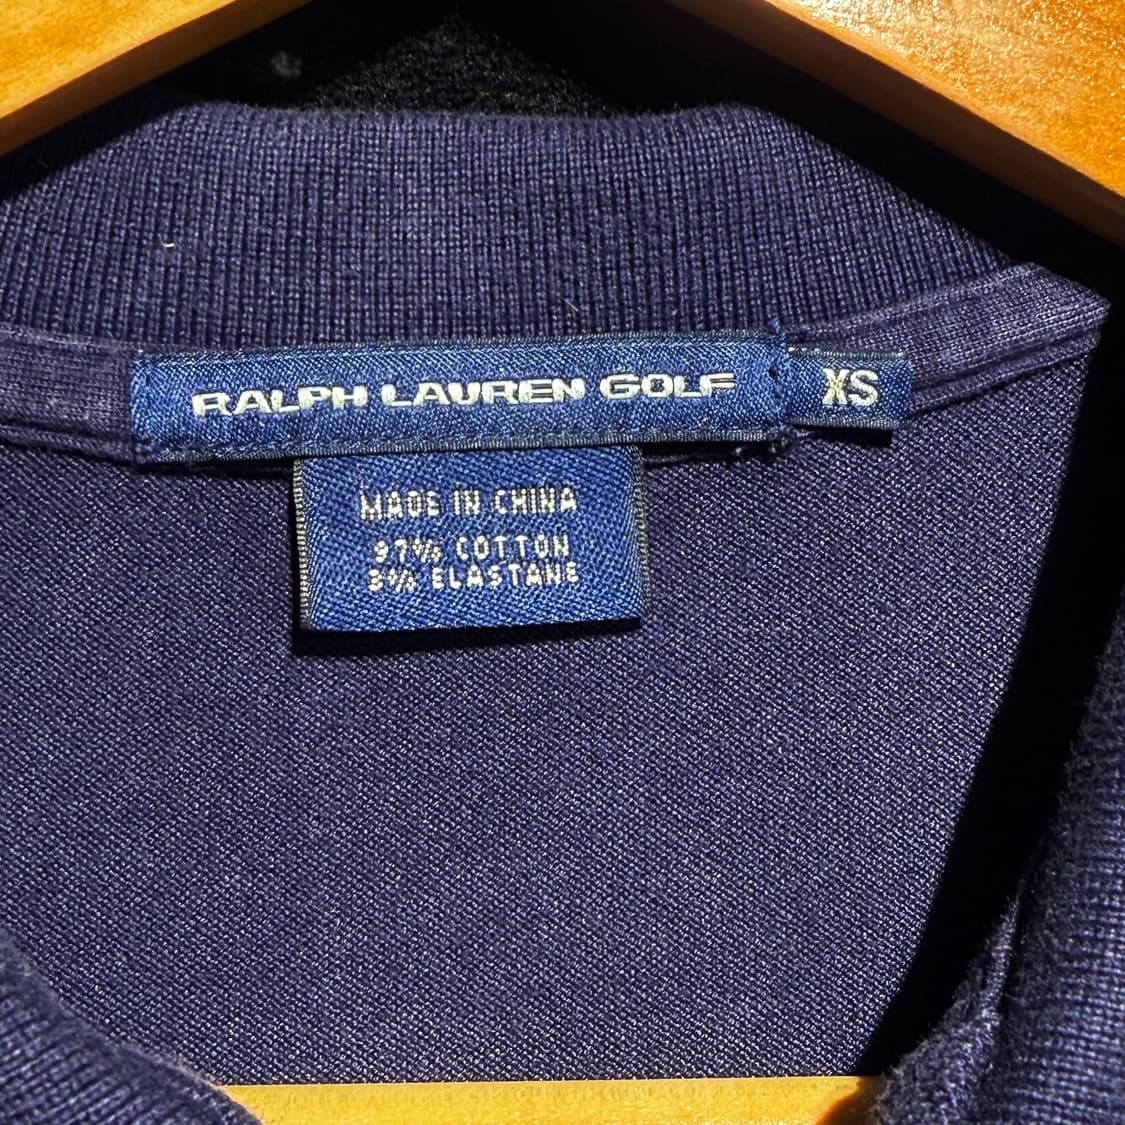 RALPH LAUREN GOLF
XS
MADE IN CHINA
97% COTTON
3% ELASTANE